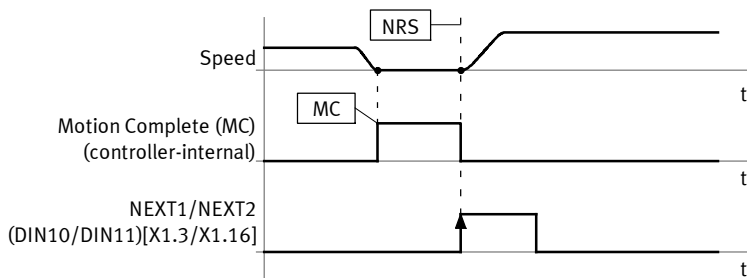 NRS
Speed
t
MC
Motion Complete (MC)
(controller-internal)
t
NEXT1/NEXT2
(DIN10/DIN11)[X1.3/X1.16]
t